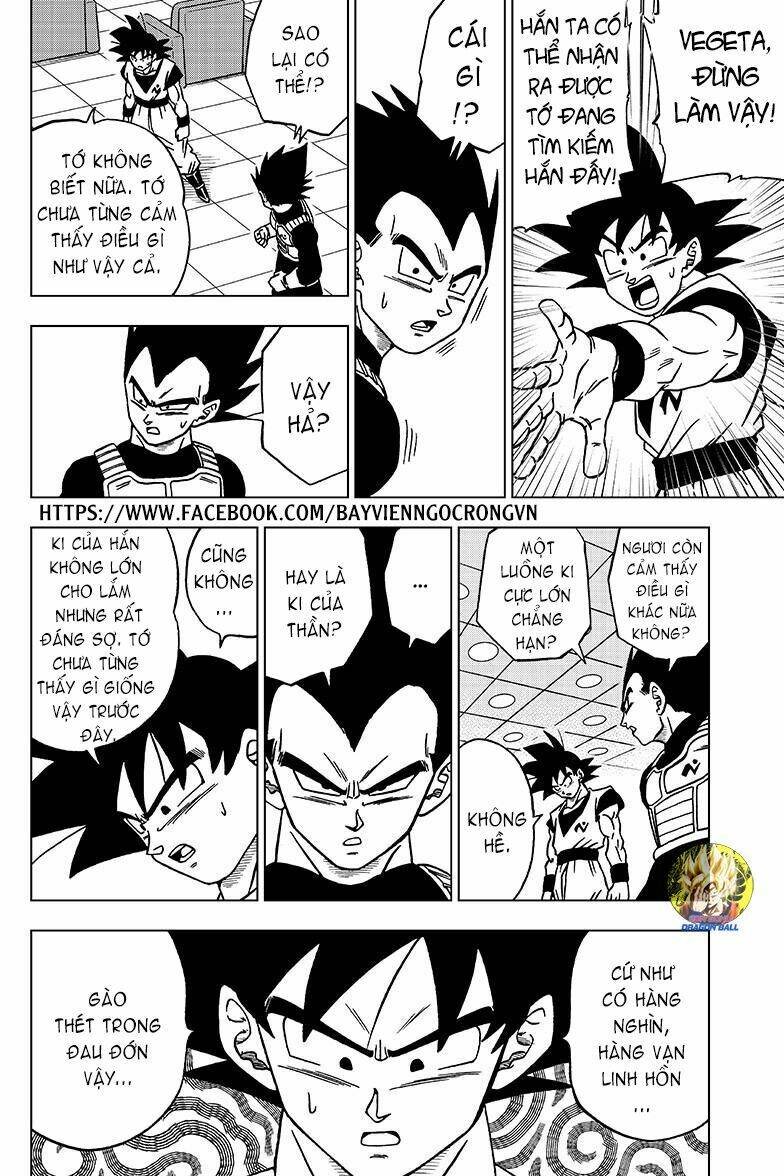 VEGETA,
ĐỪNG
LÀM VẬY!
HẮN TA CÓ
THỂ NHẬN
RA ĐƯỢC
TỚ ĐANG
TÌM KIẾM
HẮN ĐẤY!
CÁI
GÌ
!?
SAO
LẠI CÓ
THỂ!?
TỚ KHÔNG
BIẾT NỮA. TỚ
CHƯA TỪNG CẢM
THẤY ĐIỀU GÌ
NHƯ VẬY CẢ.
VẬY
HẢ?
HTTPS://WWW.FACEBOOK.COM/BAYVIENNGOCRONGVN
NGƯƠI CÒN
CẢM THẤY
ĐIỀU GÌ
KHÁC NỮA
KHÔNG?
MỘT
LUỒNG KI
CỰC LỚN
CHẲNG
HẠN?
KHÔNG
HỀ.
...
HAY LÀ
KI CỦA
THẦN?
CŨNG
KHÔNG
...
KI CỦA HẮN
KHÔNG LỚN
CHO LẮM
NHƯNG RẤT
ĐÁNG SỢ. TỚ
CHƯA TỪNG
THẤY GÌ GIỐNG
VẬY TRƯỚC
ĐÂY.
DRAGON BALL
CỨ NHƯ
CÓ HÀNG
NGHÌN,
HÀNG VẠN
LINH HỒN
...
GÀO
THÉT TRONG
ĐAU ĐỚN
VẬY...